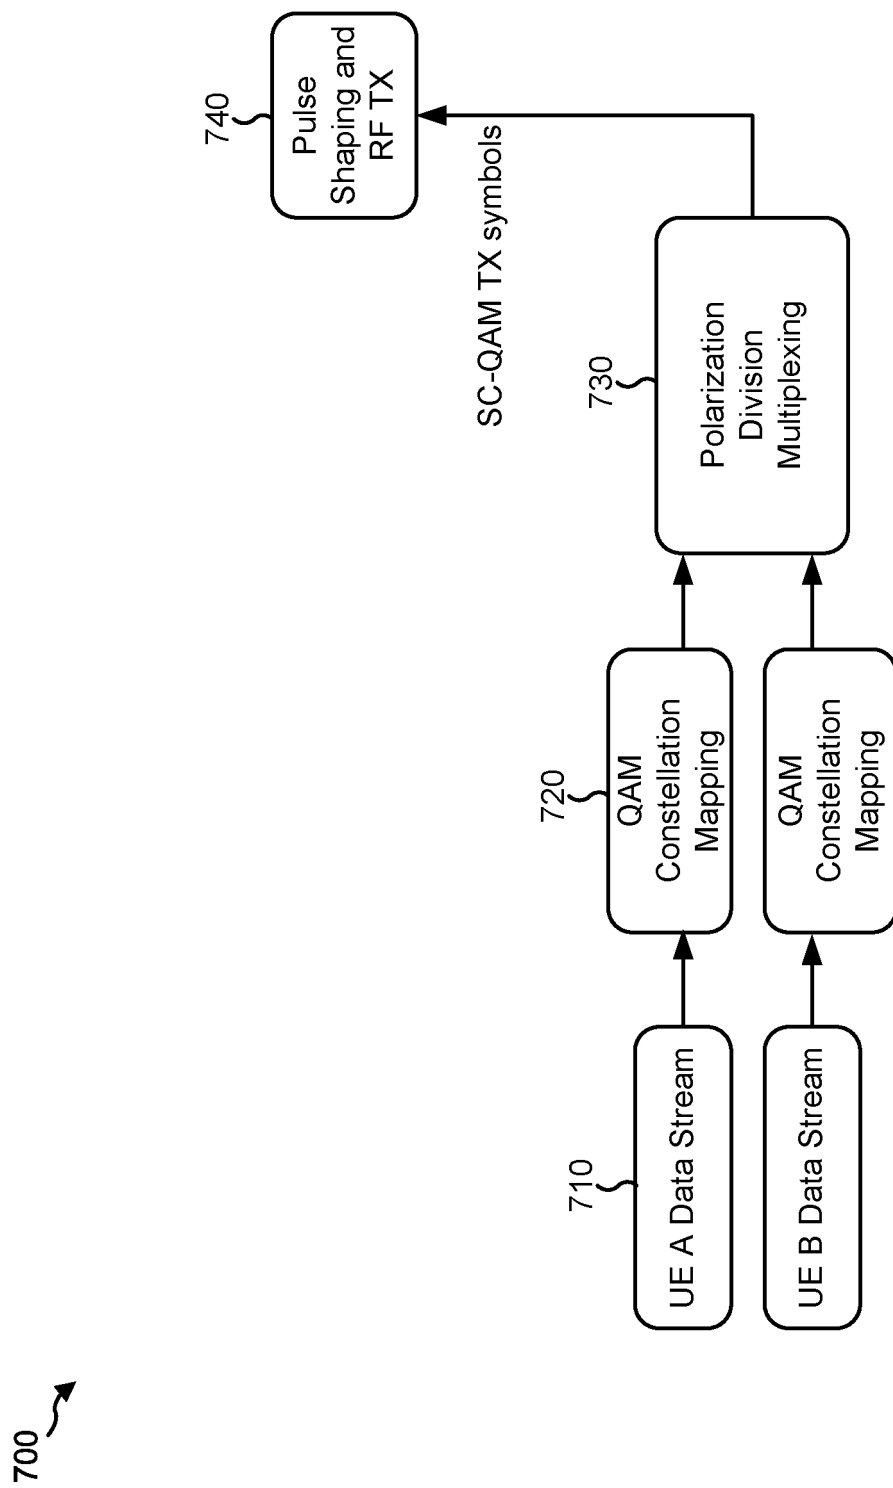 700
710
UE A Data Stream
UE B Data Stream
720
QAM
Constellation
Mapping
QAM
Constellation
Mapping
730
Polarization
Division
Multiplexing
SC-QAM TX symbols
740
Pulse
Shaping and
RF TX